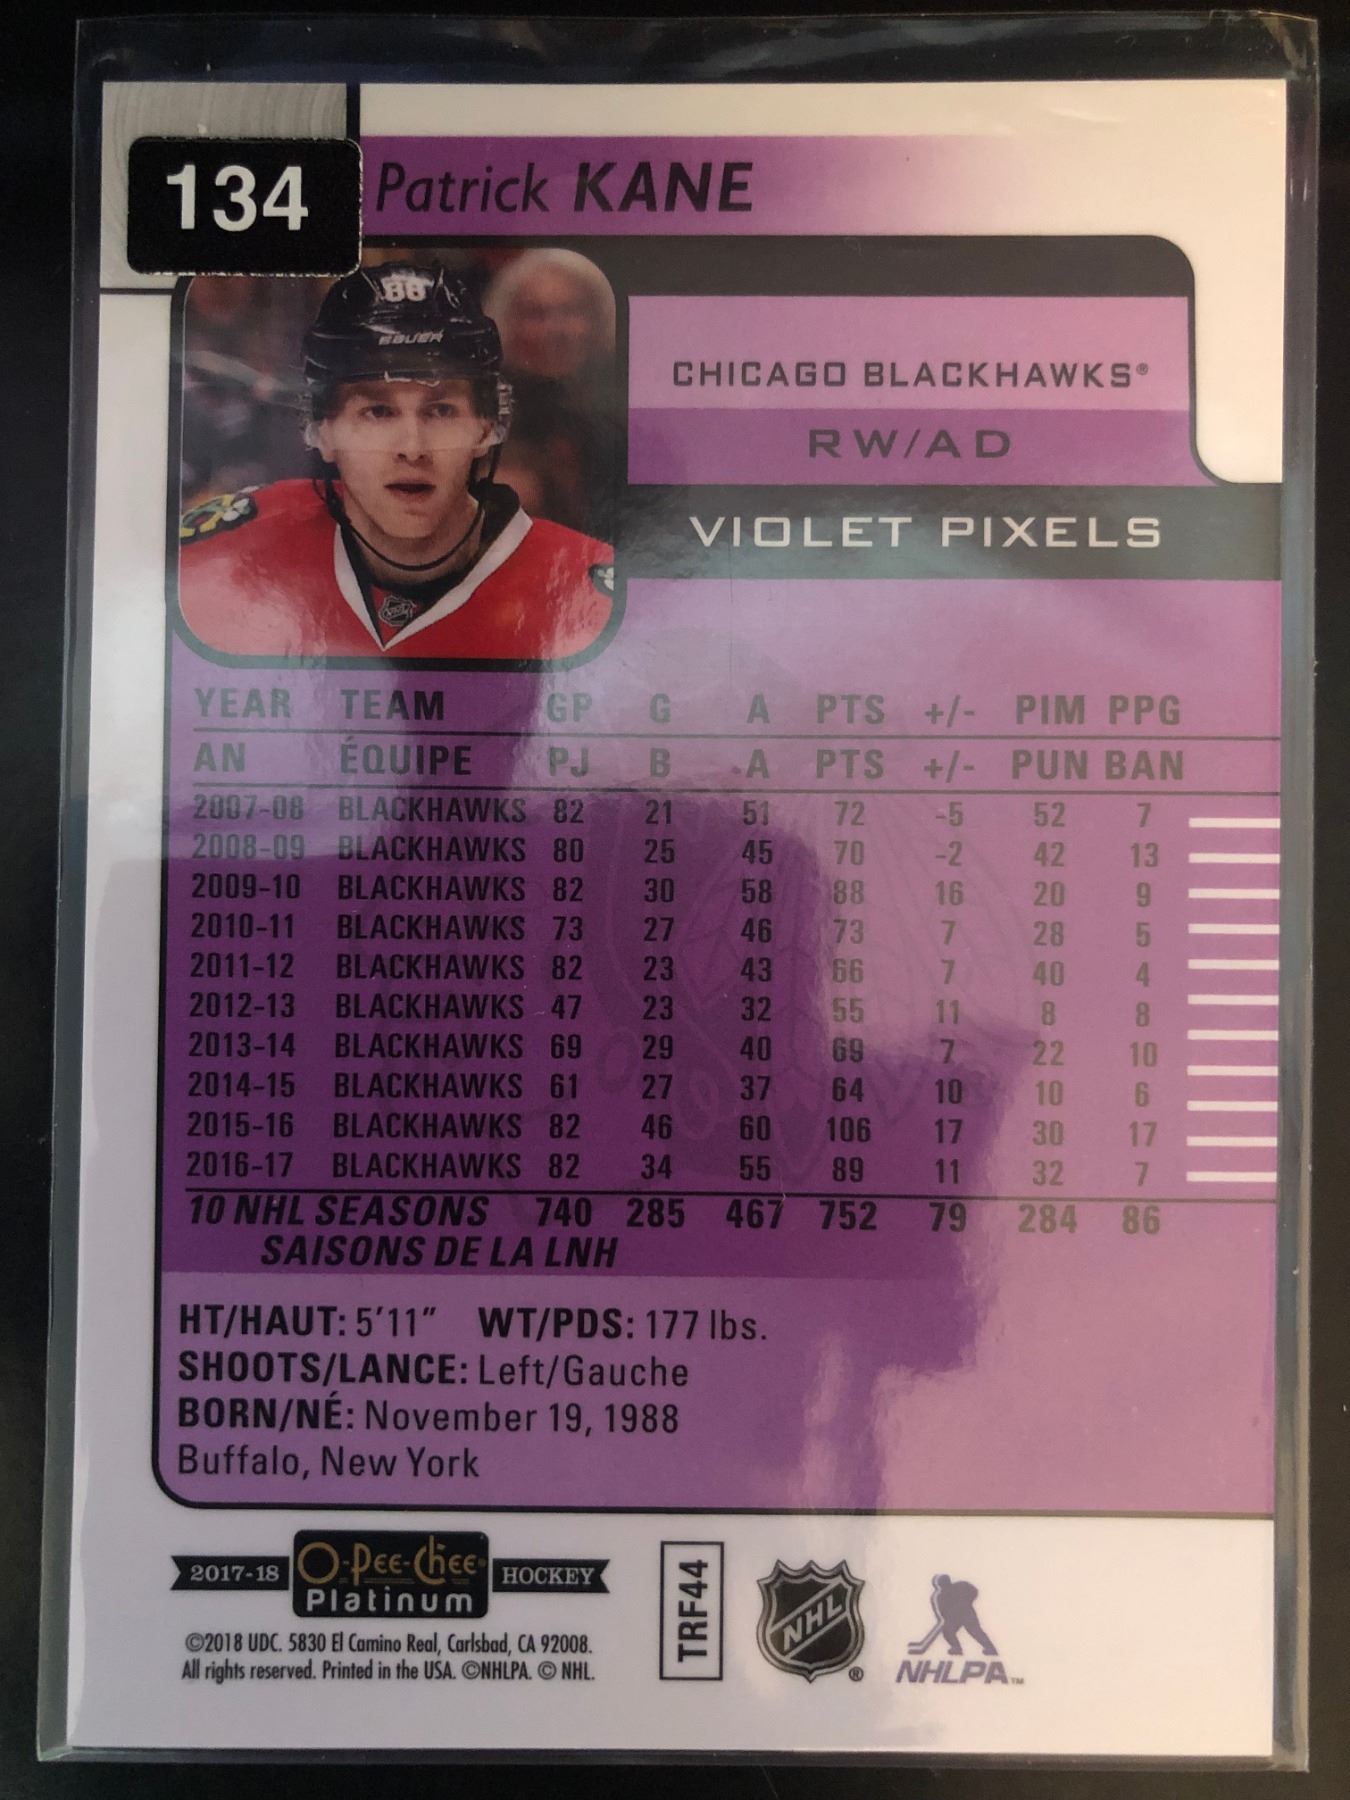 134
Patrick KANE
88
BAUER
CHICAGO BLACKHAWKS®
RW/AD
VIOLET PIXELS
YEAR TEAM GP G A PTS +/- PIM PPG
AN ÉQUIPE PJ B A PTS +/- PUN BAN
2007-08 BLACKHAWKS 82 21 51 72 -5 52 7
2008-09 BLACKHAWKS 80 25 45 70 -2 42 13
2009-10 BLACKHAWKS 82 30 58 88 16 20 9
2010-11 BLACKHAWKS 73 27 46 73 7 28 5
2011-12 BLACKHAWKS 82 23 43 66 7 40 4
2012-13 BLACKHAWKS 47 23 32 55 11 8 8
2013-14 BLACKHAWKS 69 29 40 69 7 22 10
2014-15 BLACKHAWKS 61 27 37 64 10 10 6
2015-16 BLACKHAWKS 82 46 60 106 17 30 17
2016-17 BLACKHAWKS 82 34 55 89 11 32 7
10 NHL SEASONS 740 285 467 752 79 284 86
SAISONS DE LA LNH
HT/HAUT: 5'11" WT/PDS: 177 lbs.
SHOOTS/LANCE: Left/Gauche
BORN/NÉ: November 19, 1988
Buffalo, New York
2017-18 O-Pee-Chee Platinum HOCKEY
©2018 UDC. 5830 El Camino Real, Carlsbad, CA 92008.
All rights reserved. Printed in the USA. ©NHLPA. © NHL.
TRF44
NHL®
NHLPA™